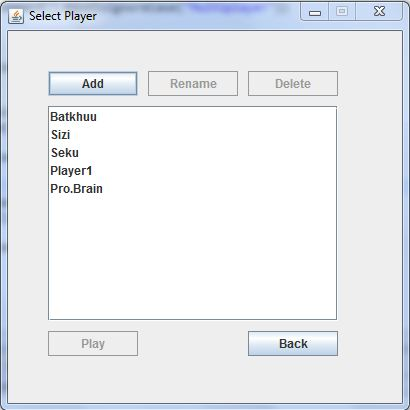 Select Player
Add Rename Delete
Batkhuu
Sizi
Seku
Player1
Pro.Brain
Play Back